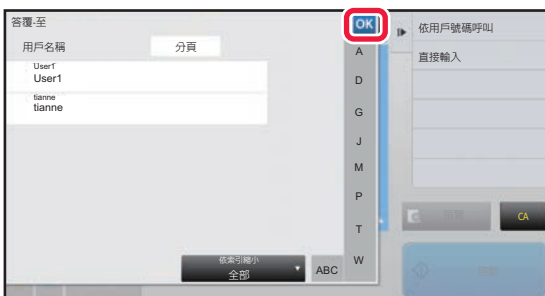 答覆-至
OK
用戶名稱
分頁
User1
User1
tianne
tianne
A
D
G
J
M
P
T
W
依索引縮小
全部
ABC
依用戶號碼呼叫
直接輸入
CA